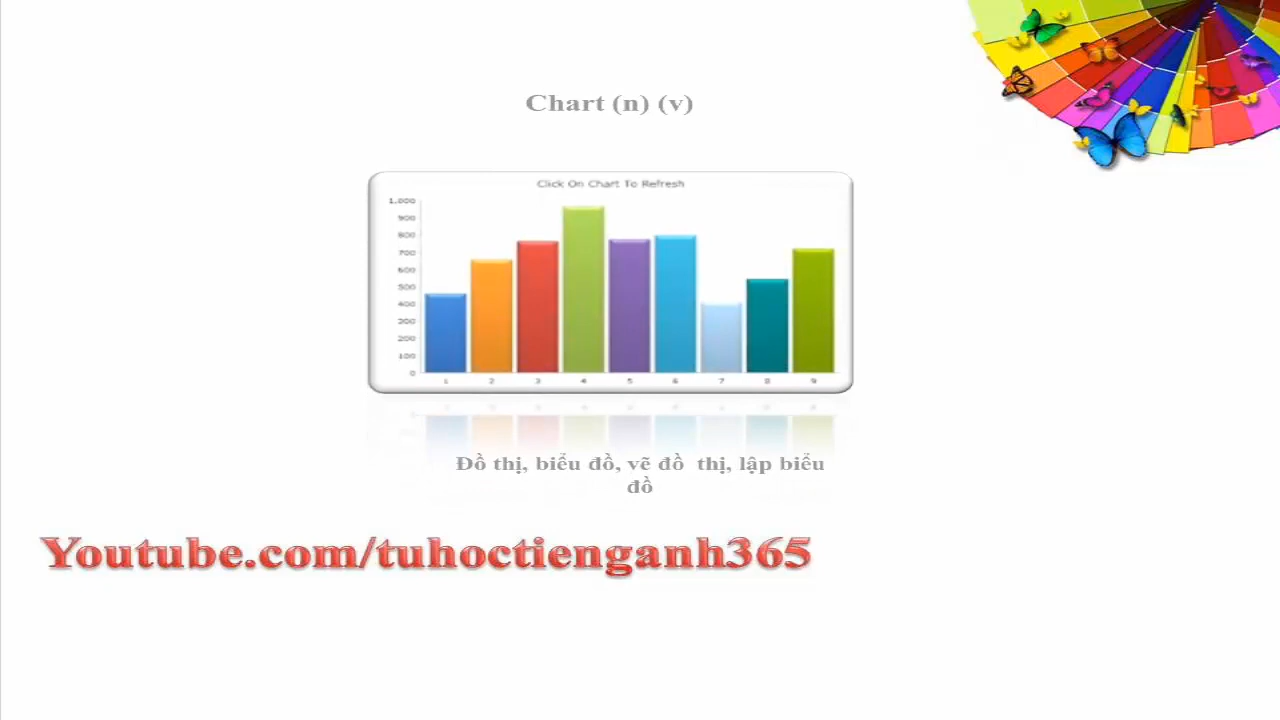 Chart (n) (v)
Click On Chart To Refresh
1,000
900
800
700
600
500
400
300
200
100
0
1 2 3 4 5 6 7 8 9
Đồ thị, biểu đồ, vẽ đồ thị, lập biểu
đồ
Youtube.com/tuhoctienganh365